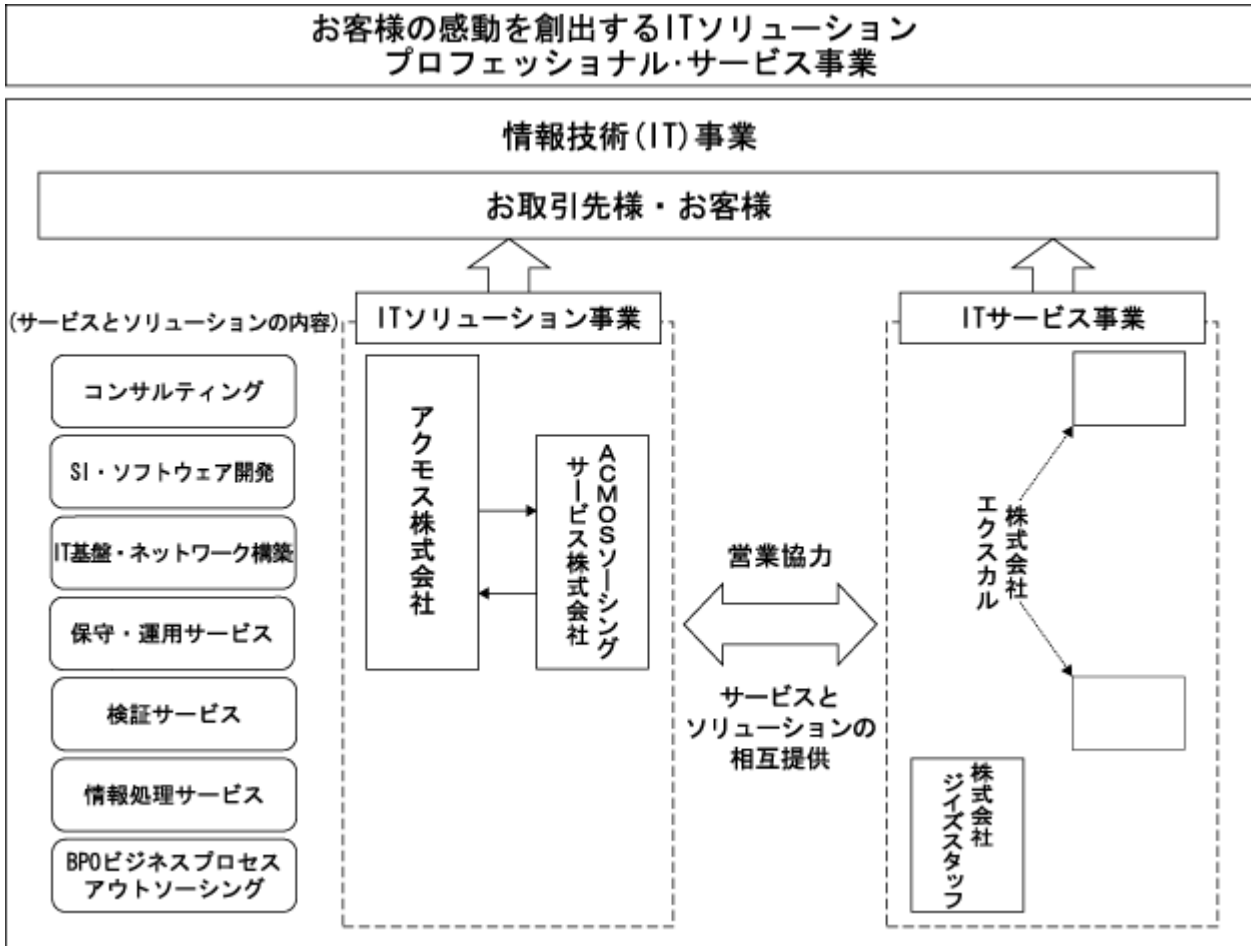 お客様の感動を創出するITソリューション
プロフェッショナル･サービス事業
情報技術(IT)事業
お取引先様・お客様
(サービスとソリューションの内容)
ITソリューション事業
ITサービス事業
コンサルティング
SI・ソフトウェア開発
IT基盤・ネットワーク構築
保守・運用サービス
検証サービス
情報処理サービス
BPOビジネスプロセス
アウトソーシング
アクモス株式会社
ACMOSソーシング
サービス株式会社
営業協力
サービスと
ソリューションの
相互提供
株式会社
エクスカル
株式会社
ジイズスタッフ